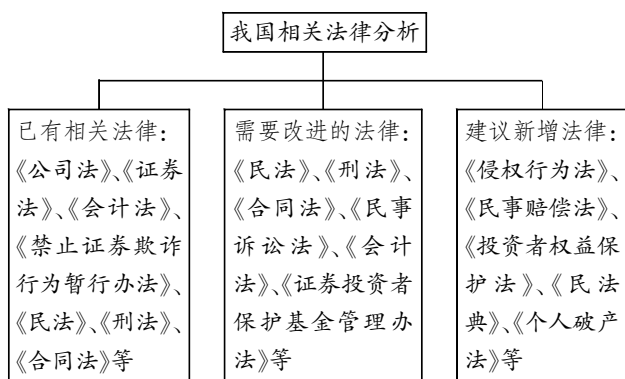 我国相关法律分析
已有相关法律：
《公司法》、《证券
法》、《会计法》、
《禁止证券欺诈
行为暂行办法》、
《民法》、《刑法》、
《合同法》等
需要改进的法律：
《民法》、《刑法》、
《合同法》、《民事
诉讼法》、《会计
法》、《证券投资者
保护基金管理办
法》等
建议新增法律：
《侵权行为法》、
《民事赔偿法》、
《投资者权益保
护法》、《民法
典》、《个人破产
法》等